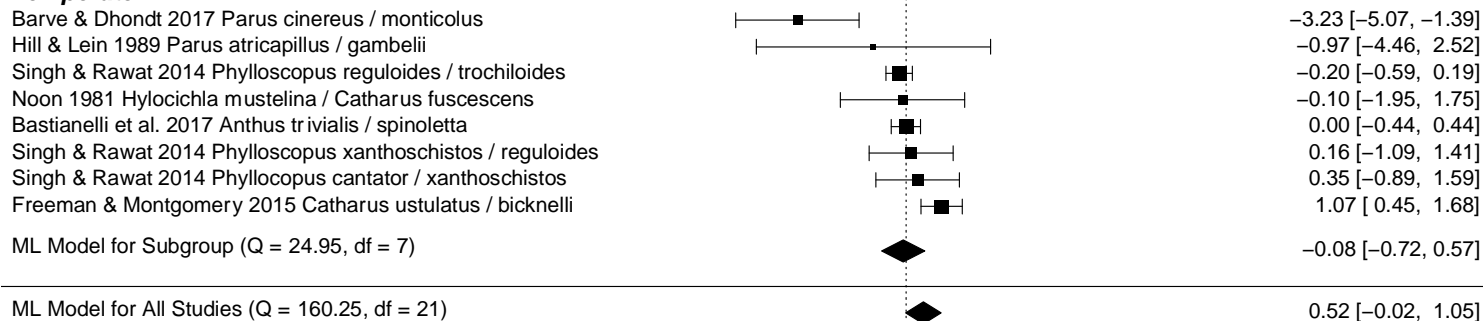 Barve & Dhondt 2017 Parus cinereus / monticolus −3.23 [−5.07, −1.39]
Hill & Lein 1989 Parus atricapillus / gambelii −0.97 [−4.46, 2.52]
Singh & Rawat 2014 Phylloscopus reguloides / trochiloides −0.20 [−0.59, 0.19]
Noon 1981 Hylocichla mustelina / Catharus fuscescens −0.10 [−1.95, 1.75]
Bastianelli et al. 2017 Anthus trivialis / spinoletta 0.00 [−0.44, 0.44]
Singh & Rawat 2014 Phylloscopus xanthoschistos / reguloides 0.16 [−1.09, 1.41]
Singh & Rawat 2014 Phyllocopus cantator / xanthoschistos 0.35 [−0.89, 1.59]
Freeman & Montgomery 2015 Catharus ustulatus / bicknelli 1.07 [ 0.45, 1.68]
ML Model for Subgroup (Q = 24.95, df = 7) −0.08 [−0.72, 0.57]
ML Model for All Studies (Q = 160.25, df = 21) 0.52 [−0.02, 1.05]